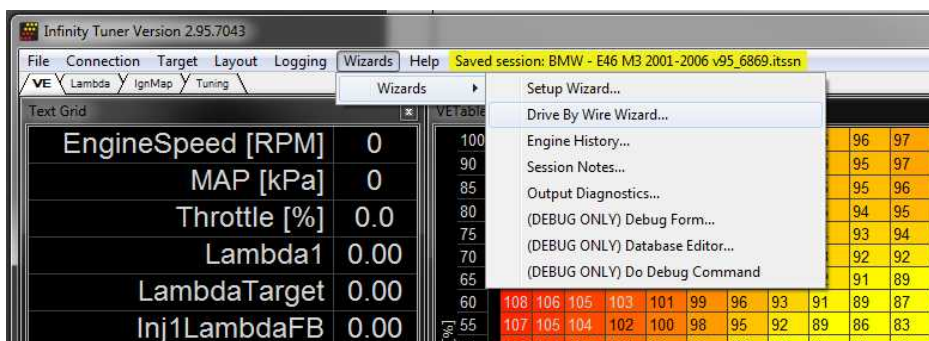 Infinity Tuner Version 2.95.7043
File Connection Target Layout Logging Wizards Help Saved session: BMW - E46 M3 2001-2006 v95_6869.itssn
VE Lambda IgnMap Tuning
Wizards
Setup Wizard...
Drive By Wire Wizard...
Engine History...
Session Notes...
Output Diagnostics...
(DEBUG ONLY) Debug Form...
(DEBUG ONLY) Database Editor...
(DEBUG ONLY) Do Debug Command
Text Grid
EngineSpeed [RPM] 0
MAP [kPa] 0
Throttle [%] 0.0
Lambda1 0.00
LambdaTarget 0.00
Inj1LambdaFB 0.00
VETable
100 96 97
90 95 97
85 95 96
80 94 95
75 93 94
70 92 92
65 91 89
60 108 106 105 103 101 99 96 93 91 89 87
55 107 105 104 102 100 98 95 92 89 86 83
[%]